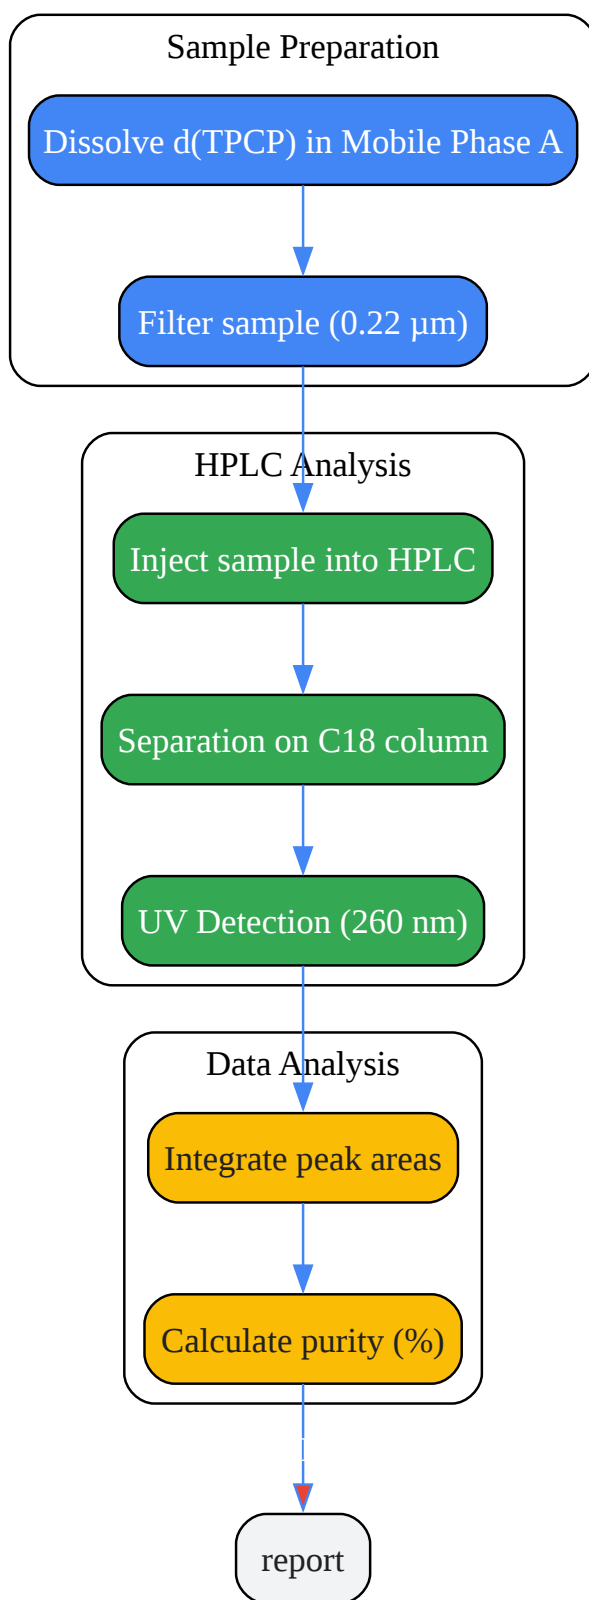 Sample Preparation
Dissolve d(TPCP) in Mobile Phase A
Filter sample (0.22 µm)
HPLC Analysis
Inject sample into HPLC
Separation on C18 column
UV Detection (260 nm)
Data Analysis
Integrate peak areas
Calculate purity (%)
report